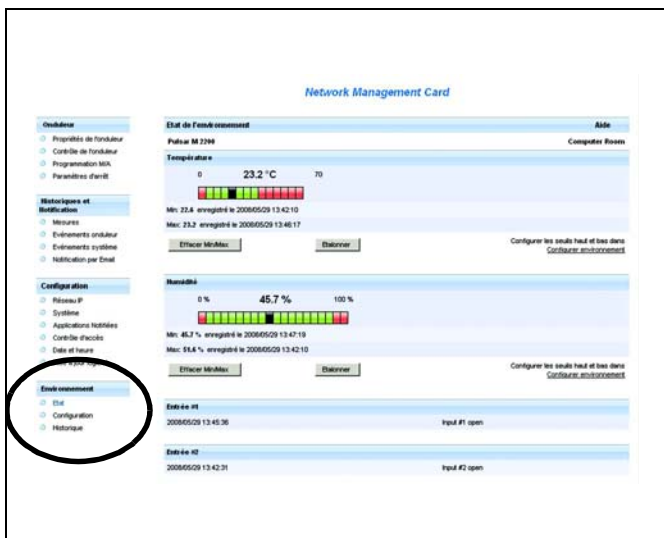 Network Management Card
Onduleur
Propriétés de l'onduleur
Contrôle de l'onduleur
Programmation M/A
Paramètres d'arrêt
Historiques et
Notification
Mesures
Evénements onduleur
Evénements système
Notification par Email
Configuration
Réseau IP
Système
Applications Notifiées
Contrôle d'accès
Date et heure
Environnement
Etat
Configuration
Historique
Etat de l'environnement Aide
Pulsar M 2200 Computer Room
Température
0 23.2 °C 70
Min: 22.6 enregistré le 2008/05/29 13:42:10
Max: 23.2 enregistré le 2008/05/29 13:46:17
Effacer Min/Max Etalonner Configurer les seuils haut et bas dans
Configurer environnement
Humidité
0 % 45.7 % 100 %
Min: 45.7 % enregistré le 2008/05/29 13:47:19
Max: 51.6 % enregistré le 2008/05/29 13:42:10
Effacer Min/Max Etalonner Configurer les seuils haut et bas dans
Configurer environnement
Entrée #1
2008/05/29 13:45:36 Input #1 open
Entrée #2
2008/05/29 13:42:31 Input #2 open